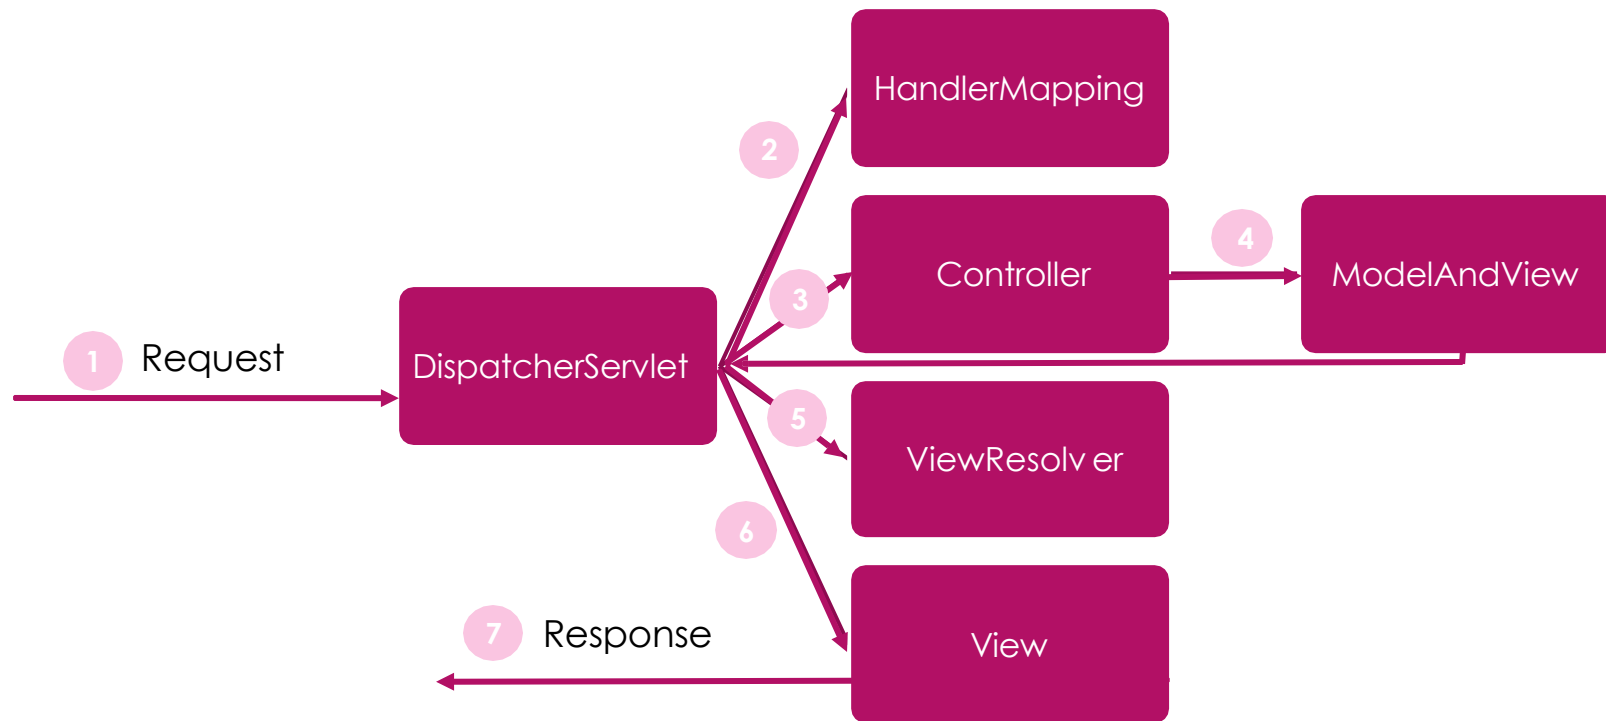 HandlerMapping
2
Controller
4
ModelAndView
3
1 Request
DispatcherServlet
5
ViewResolv er
6
7 Response
View